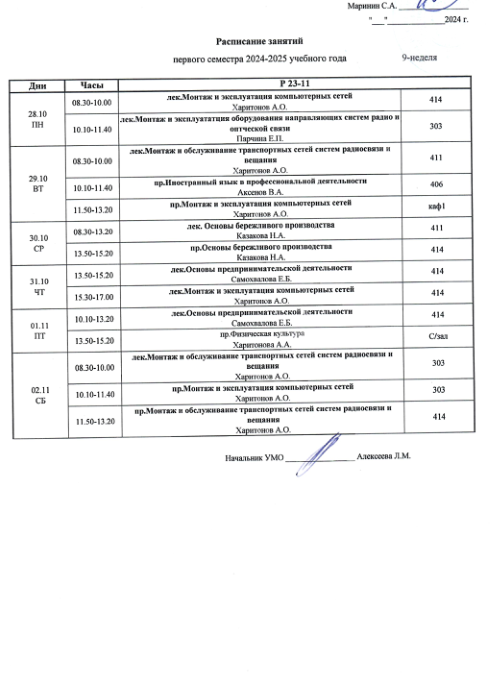 Маринин С.А.
"___"______________2024 г.
Расписание занятий
первого семестра 2024-2025 учебного года 9-неделя
Дни Часы Р 23-11
28.10
ПН
08.30-10.00 лек.Монтаж и эксплуатация компьютерных сетей
Харитонов А.О. 414
10.10-11.40 лек.Монтаж и эксплуататция оборудования направляющих систем радио и
оптческой связи
Парчина Е.П. 303
29.10
ВТ
08.30-10.00 лек.Монтаж и обслуживание транспортных сетей систем радиосвязи и
вещания
Харитонов А.О. 411
10.10-11.40 пр.Иностранный язык в профессиональной деятельности
Аксенов В.А. 406
11.50-13.20 пр.Монтаж и эксплуатация компьютерных сетей
Харитонов А.О. каф1
30.10
СР
08.30-13.20 лек. Основы бережливого производства
Казакова Н.А. 411
13.50-15.20 пр.Основы бережливого производства
Казакова Н.А. 414
31.10
ЧТ
13.50-15.20 лек.Основы предпринимательской деятельности
Самохвалова Е.Б. 414
15.30-17.00 лек.Монтаж и эксплуатация компьютерных сетей
Харитонов А.О. 414
01.11
ПТ
10.10-13.20 лек.Основы предпринимательской деятельности
Самохвалова Е.Б. 414
13.50-15.20 пр.Физическая культура
Харитонова А.А. С/зал
02.11
СБ
08.30-10.00 лек.Монтаж и обслуживание транспортных сетей систем радиосвязи и
вещания
Харитонов А.О. 303
10.10-11.40 пр.Монтаж и эксплуатация компьютерных сетей
Харитонов А.О. 303
11.50-13.20 пр.Монтаж и обслуживание транспортных сетей систем радиосвязи и
вещания
Харитонов А.О. 414
Начальник УМО ________________ Алексеева Л.М.